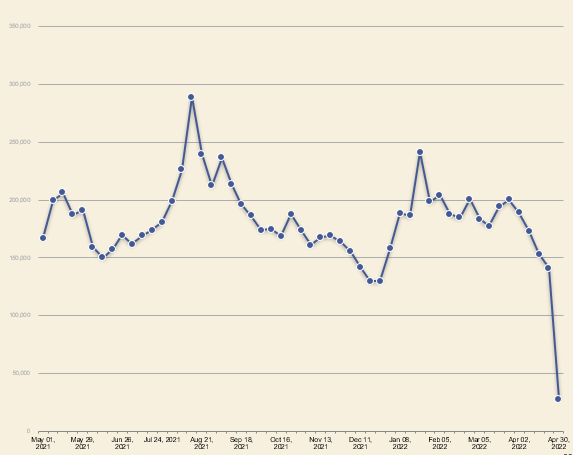 350,000
300,000
250,000
200,000
150,000
100,000
50,000
0
May 01, 2021
May 29, 2021
Jun 26, 2021
Jul 24, 2021
Aug 21, 2021
Sep 18, 2021
Oct 16, 2021
Nov 13, 2021
Dec 11, 2021
Jan 08, 2022
Feb 05, 2022
Mar 05, 2022
Apr 02, 2022
Apr 30, 2022